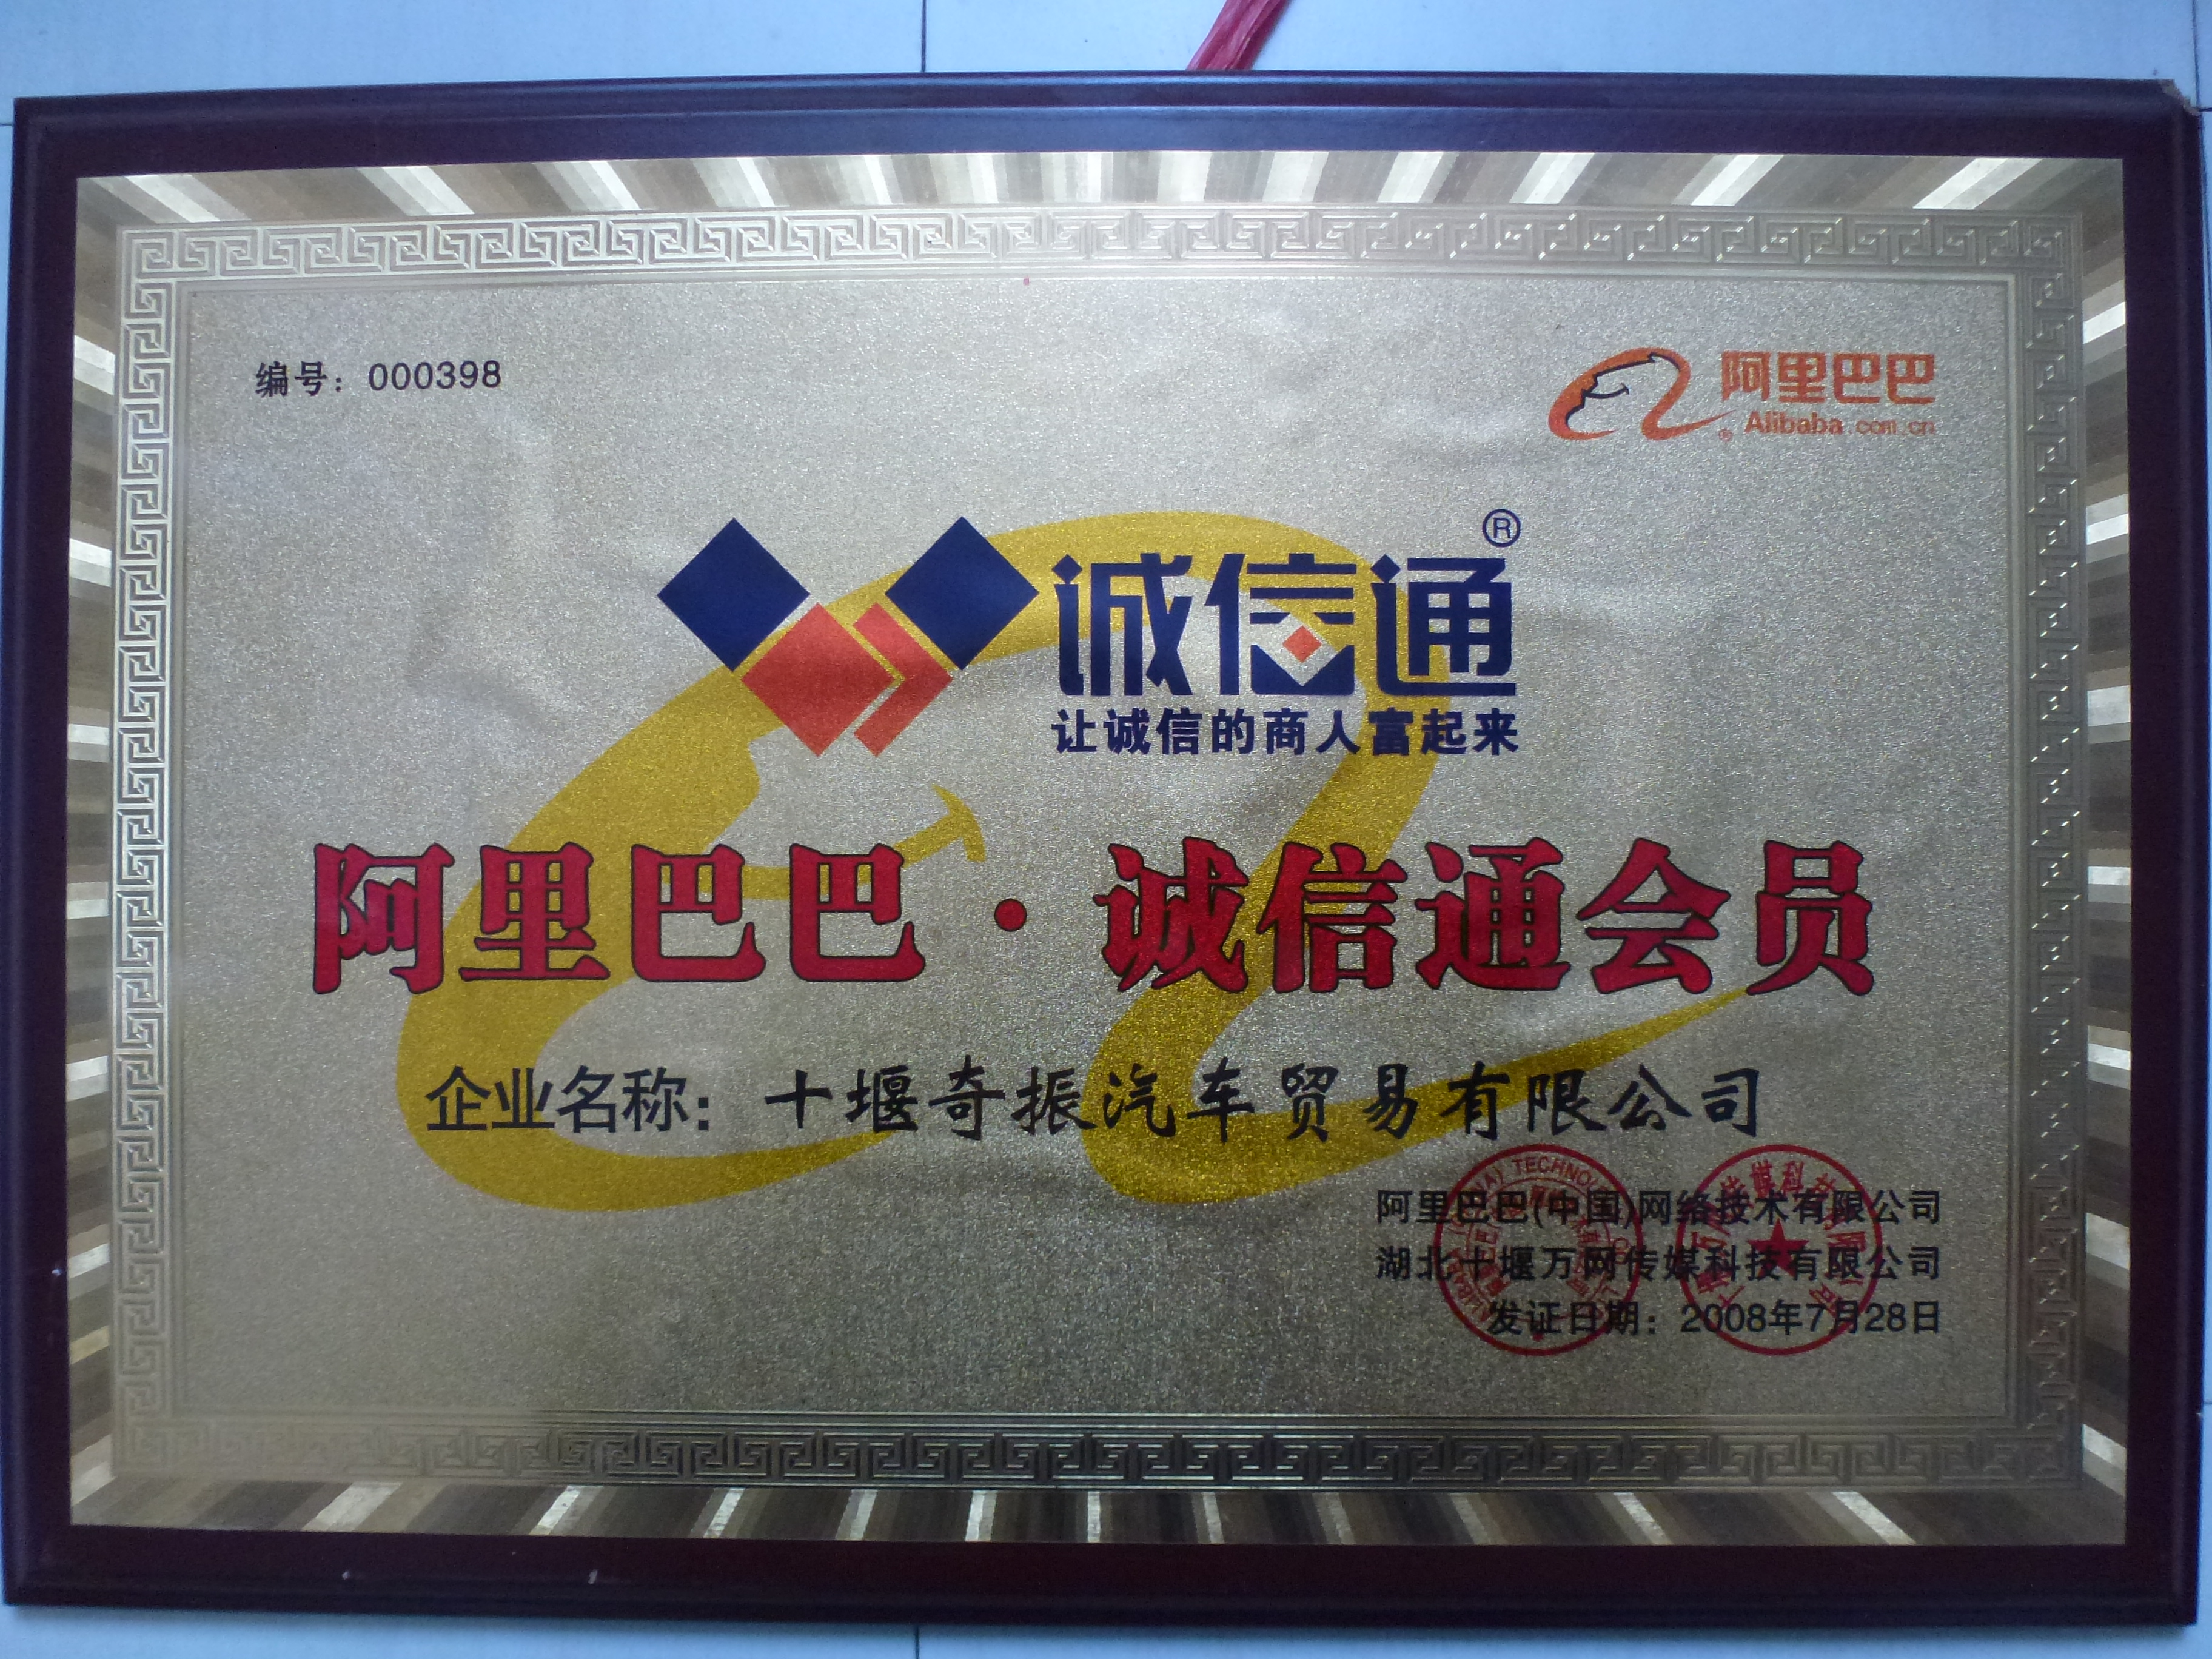 编号：000398
阿里巴巴
®Alibaba.com.cn
®
诚信通
让诚信的商人富起来
阿里巴巴·诚信通会员
企业名称：十堰奇振汽车贸易有限公司
阿里巴巴(中国)网络技术有限公司
湖北十堰万网传媒科技有限公司
发证日期：2008年7月28日